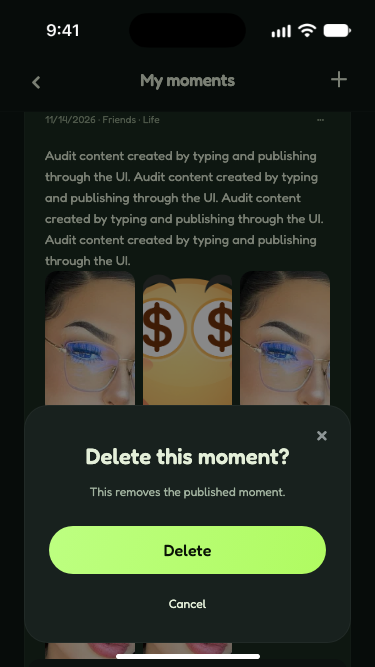 9:41
My moments
11/14/2026 · Friends · Life
Audit content created by typing and publishing
through the UI. Audit content created by typing
and publishing through the UI. Audit content
created by typing and publishing through the UI.
Audit content created by typing and publishing
through the UI.
$ $
Delete this moment?
This removes the published moment.
Delete
Cancel